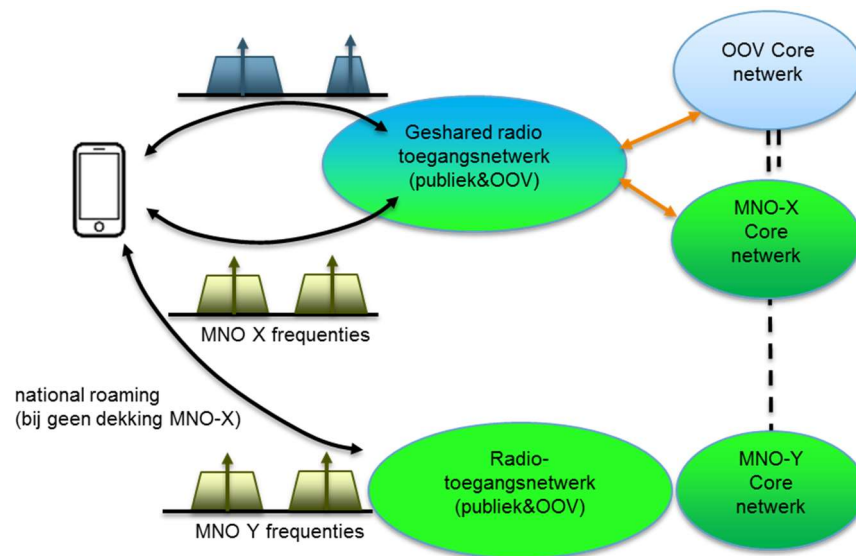 OOV Core
netwerk
Geshared radio
toegangsnetwerk
(publiek&OOV)
MNO-X
Core
netwerk
MNO X frequenties
national roaming
(bij geen dekking MNO-X)
Radio-
toegangsnetwerk
(publiek&OOV)
MNO-Y
Core
netwerk
MNO Y frequenties